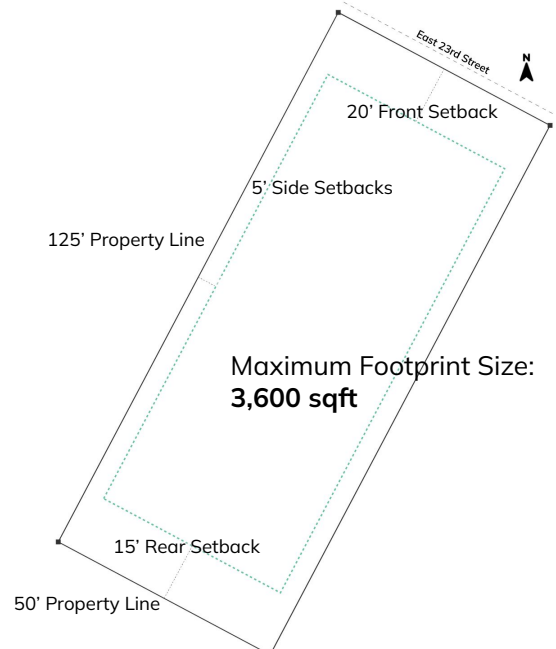 East 23rd Street
N
20’ Front Setback
5’ Side Setbacks
125’ Property Line
Maximum Footprint Size:
3,600 sqft
15’ Rear Setback
50’ Property Line